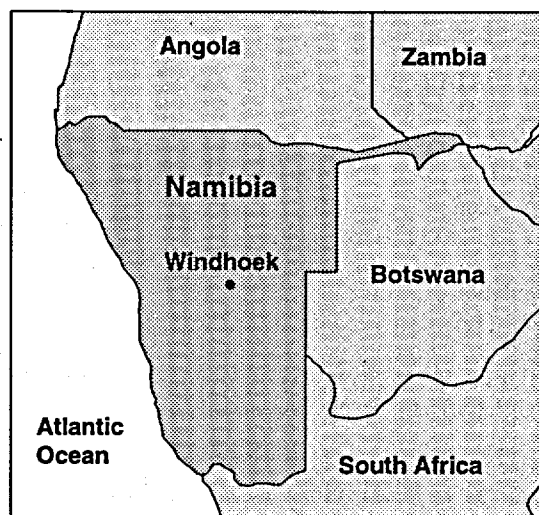 Angola
Zambia
Namibia
Windhoek
Botswana
Atlantic
Ocean
South Africa